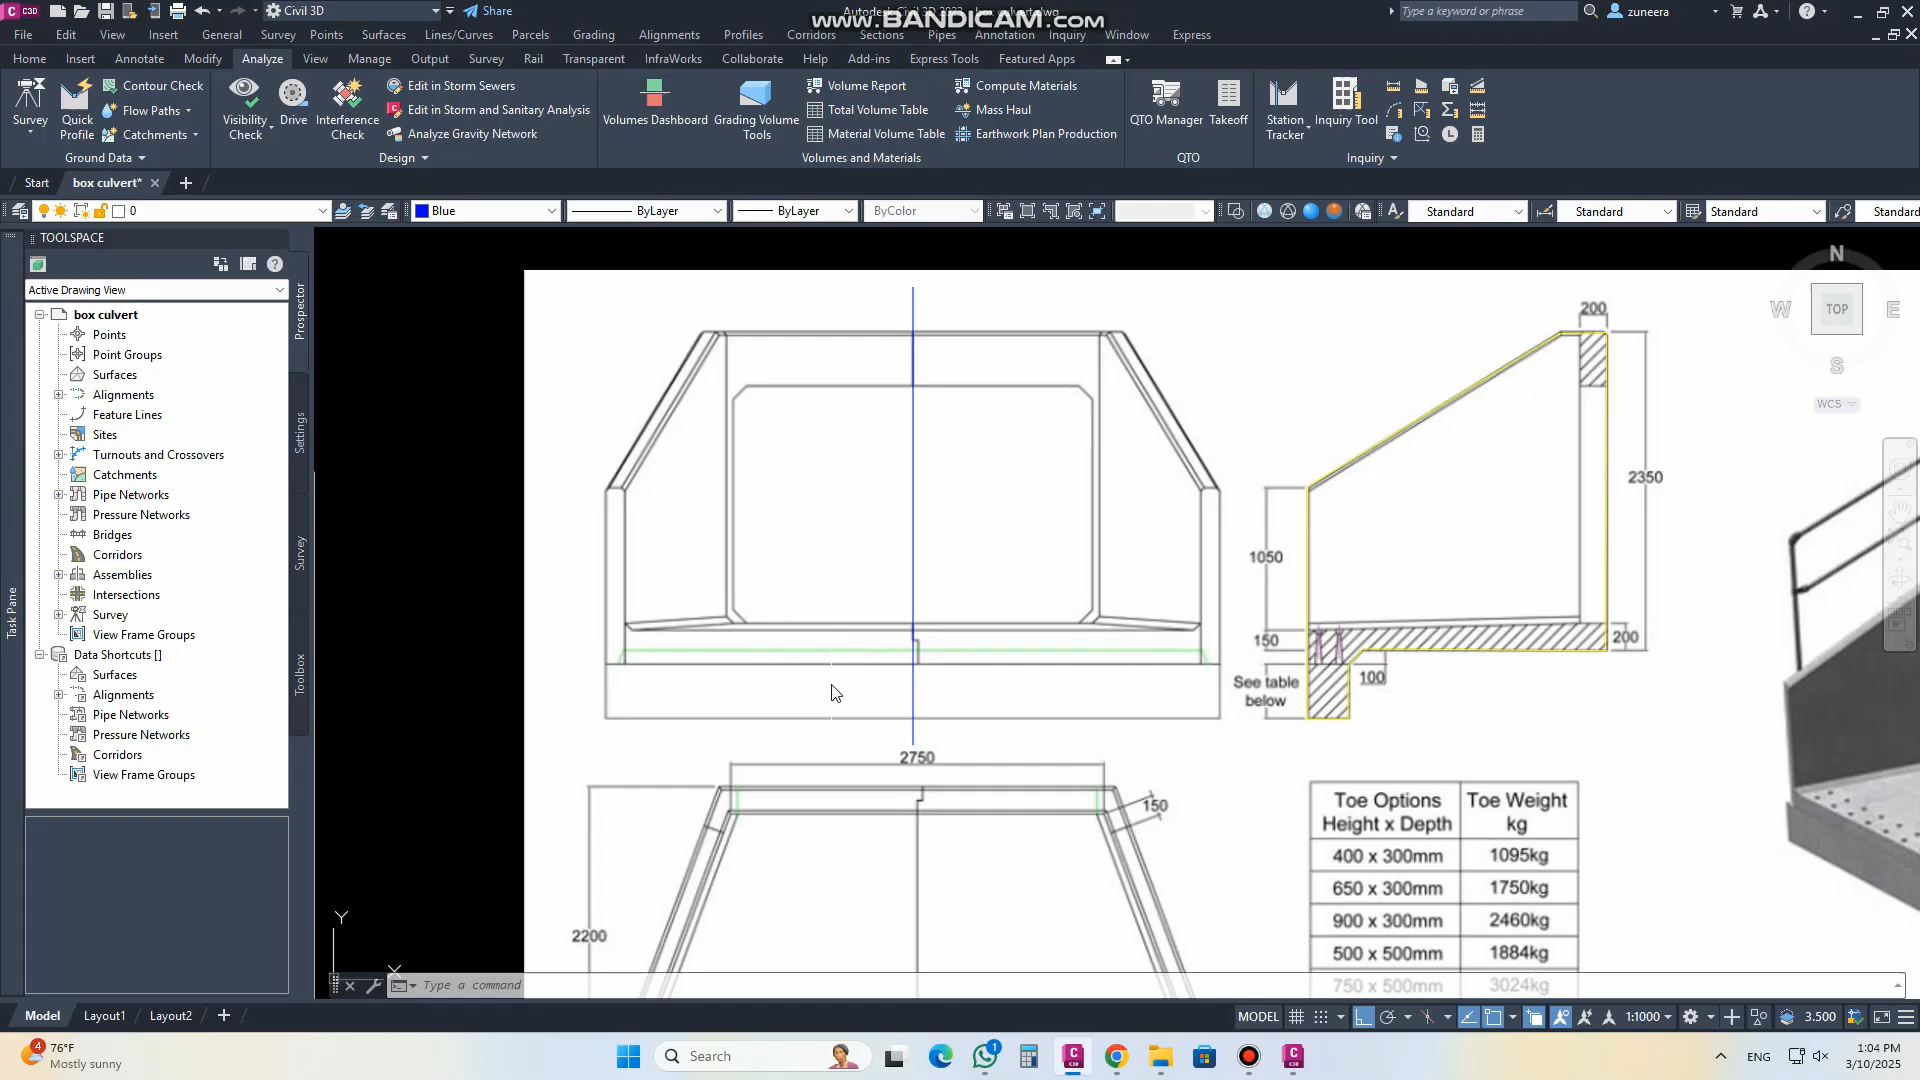 C3D
Civil 3D
Share
Autodesk Civil 3D 2023
www.BANDICAM.com
Type a keyword or phrase
zuneera
File Edit View Insert General Survey Points Surfaces Lines/Curves Parcels Grading Alignments Profiles Corridors Sections Pipes Annotation Inquiry Window Express
Home Insert Annotate Modify Analyze View Manage Output Survey Rail Transparent InfraWorks Collaborate Help Add-ins Express Tools Featured Apps
Survey
Quick Profile
Contour Check
Flow Paths
Catchments
Ground Data
Visibility Check
Drive
Interference Check
Edit in Storm Sewers
Edit in Storm and Sanitary Analysis
Analyze Gravity Network
Design
Volumes Dashboard
Grading Volume Tools
Volume Report
Total Volume Table
Material Volume Table
Compute Materials
Mass Haul
Earthwork Plan Production
Volumes and Materials
QTO Manager
Takeoff
QTO
Station Tracker
Inquiry Tool
Inquiry
Start
box culvert*
0
Blue
ByLayer
ByLayer
ByColor
Standard
Standard
Standard
Standard
TOOLSPACE
Active Drawing View
box culvert
Points
Point Groups
Surfaces
Alignments
Feature Lines
Sites
Turnouts and Crossovers
Catchments
Pipe Networks
Pressure Networks
Bridges
Corridors
Assemblies
Intersections
Survey
View Frame Groups
Data Shortcuts []
Surfaces
Alignments
Pipe Networks
Pressure Networks
Corridors
View Frame Groups
Prospector
Settings
Survey
Toolbox
Task Pane
N
W
TOP
E
S
WCS
200
2350
1050
150
200
See table
below
100
2750
150
2200
Toe Options
Height x Depth
Toe Weight
kg
400 x 300mm 1095kg
650 x 300mm 1750kg
900 x 300mm 2460kg
500 x 500mm 1884kg
750 x 500mm 3024kg
Y
X
Type a command
Model
Layout1
Layout2
MODEL
1:1000
3.500
4
76°F
Mostly sunny
Search
1
C3D
C3D
ENG
1:04 PM
3/10/2025